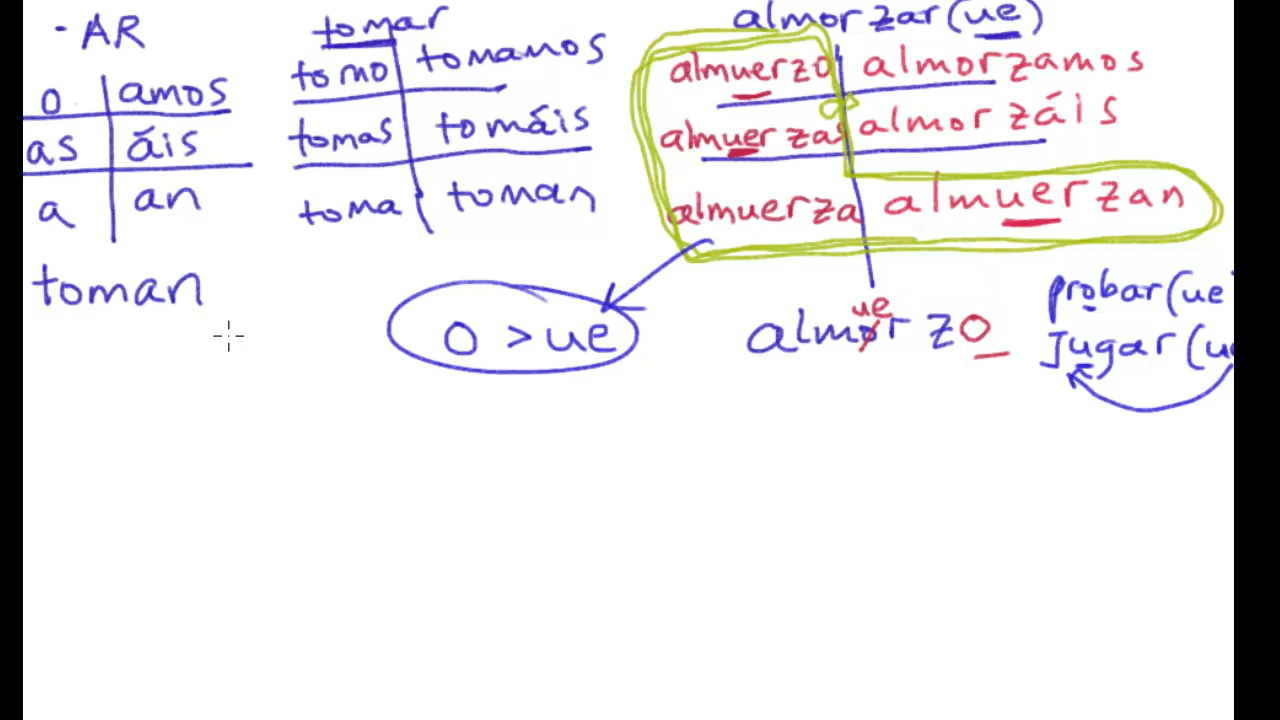 -AR
o amos
as áis
a an
toman
tomar
tomo tomamos
tomas tomáis
toma toman
o > ue
almorzar (ue)
almuerzo almorzamos
almuerzas almorzáis
almuerza almuerzan
ue
almorzo
probar (ue
Jugar (ue